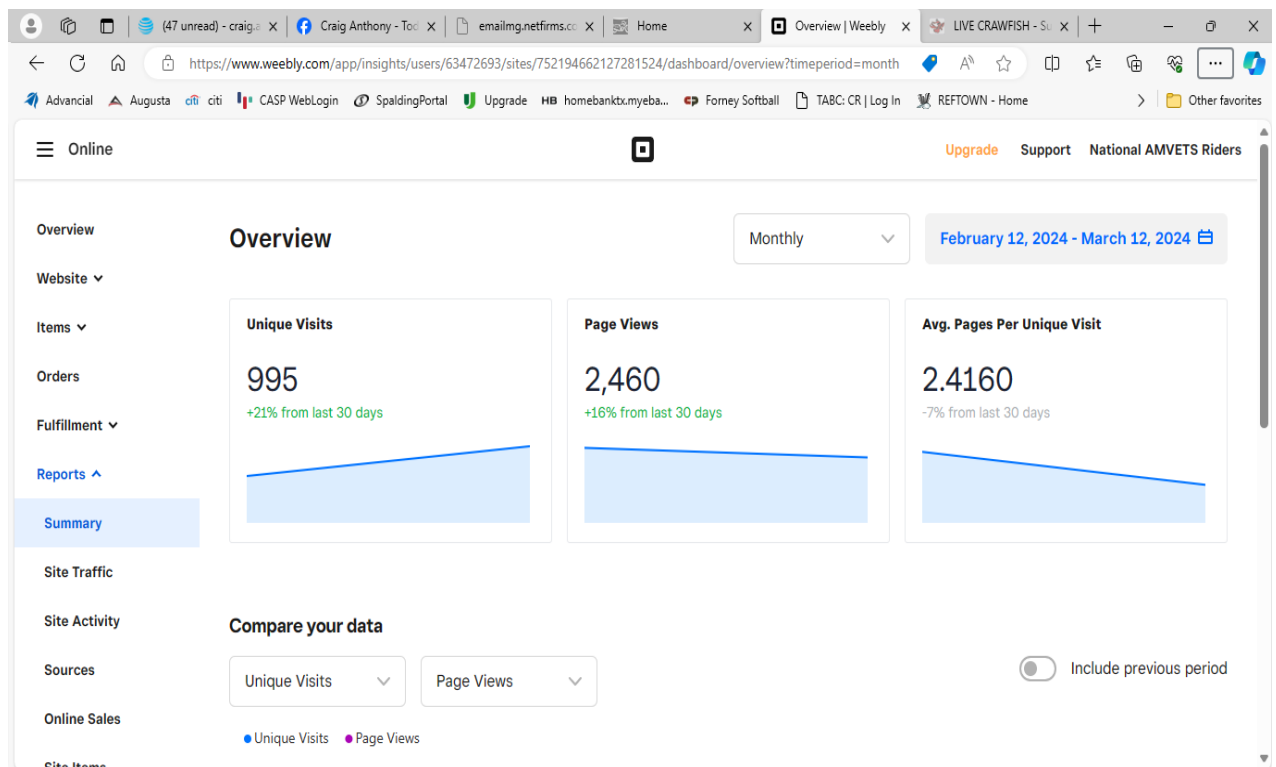 (47 unread) - craig.a
Craig Anthony - Tod
emailmg.netfirms.co
Home
Overview | Weebly
LIVE CRAWFISH - Su
https://www.weebly.com/app/insights/users/63472693/sites/752194662127281524/dashboard/overview?timeperiod=month
Advancial
Augusta
citi citi
CASP WebLogin
SpaldingPortal
Upgrade
HB homebanktx.myeba...
Forney Softball
TABC: CR | Log In
REFTOWN - Home
Other favorites
Online
Upgrade
Support
National AMVETS Riders
Overview
Website
Items
Orders
Fulfillment
Reports
Summary
Site Traffic
Site Activity
Sources
Online Sales
Site Items
Overview
Monthly
February 12, 2024 - March 12, 2024
Unique Visits
995
+21% from last 30 days
Page Views
2,460
+16% from last 30 days
Avg. Pages Per Unique Visit
2.4160
-7% from last 30 days
Compare your data
Unique Visits
Page Views
Include previous period
Unique Visits
Page Views